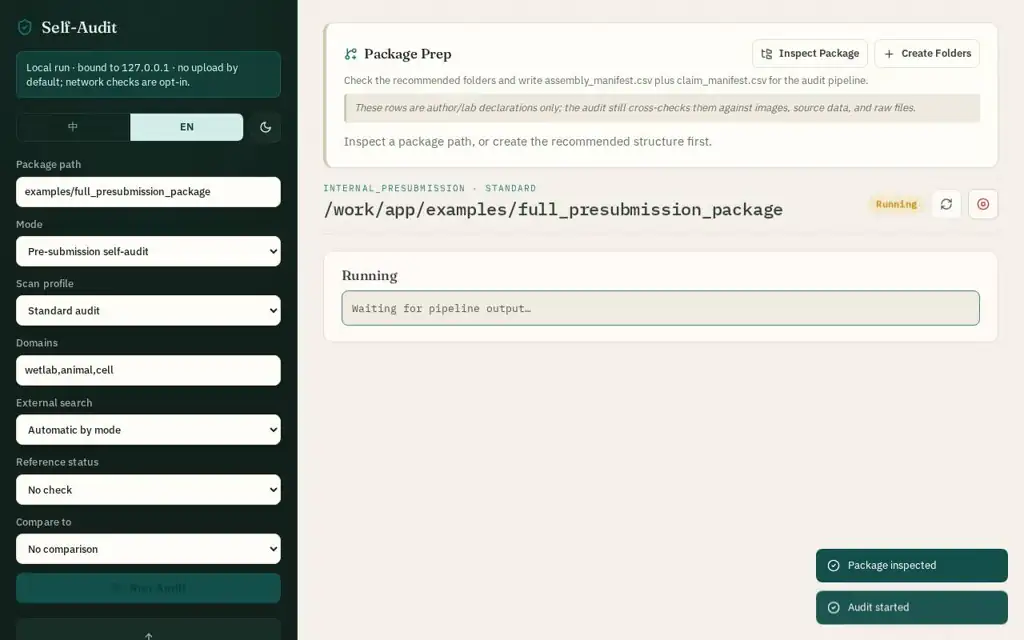 Self-Audit
Local run · bound to 127.0.0.1 · no upload by
default; network checks are opt-in.
中
EN
Package path
examples/full_presubmission_package
Mode
Pre-submission self-audit
Scan profile
Standard audit
Domains
wetlab,animal,cell
External search
Automatic by mode
Reference status
No check
Compare to
No comparison
Run Audit
Package Prep
Inspect Package
Create Folders
Check the recommended folders and write assembly_manifest.csv plus claim_manifest.csv for the audit pipeline.
These rows are author/lab declarations only; the audit still cross-checks them against images, source data, and raw files.
Inspect a package path, or create the recommended structure first.
INTERNAL_PRESUBMISSION · STANDARD
/work/app/examples/full_presubmission_package
Running
Running
Waiting for pipeline output…
Package inspected
Audit started